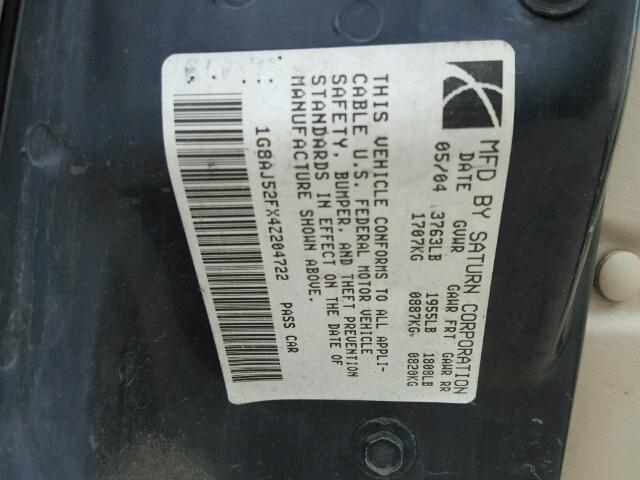 MFD BY SATURN CORPORATION
DATE GVWR GAWR FRT GAWR RR
05/04 3763LB 1955LB 1808LB
1707KG 0887KG 0820KG
THIS VEHICLE CONFORMS TO ALL APPLI-
CABLE U.S. FEDERAL MOTOR VEHICLE
SAFETY, BUMPER, AND THEFT PREVENTION
STANDARDS IN EFFECT ON THE DATE OF
MANUFACTURE SHOWN ABOVE.
1G8AJ52FX4Z204722 PASS CAR